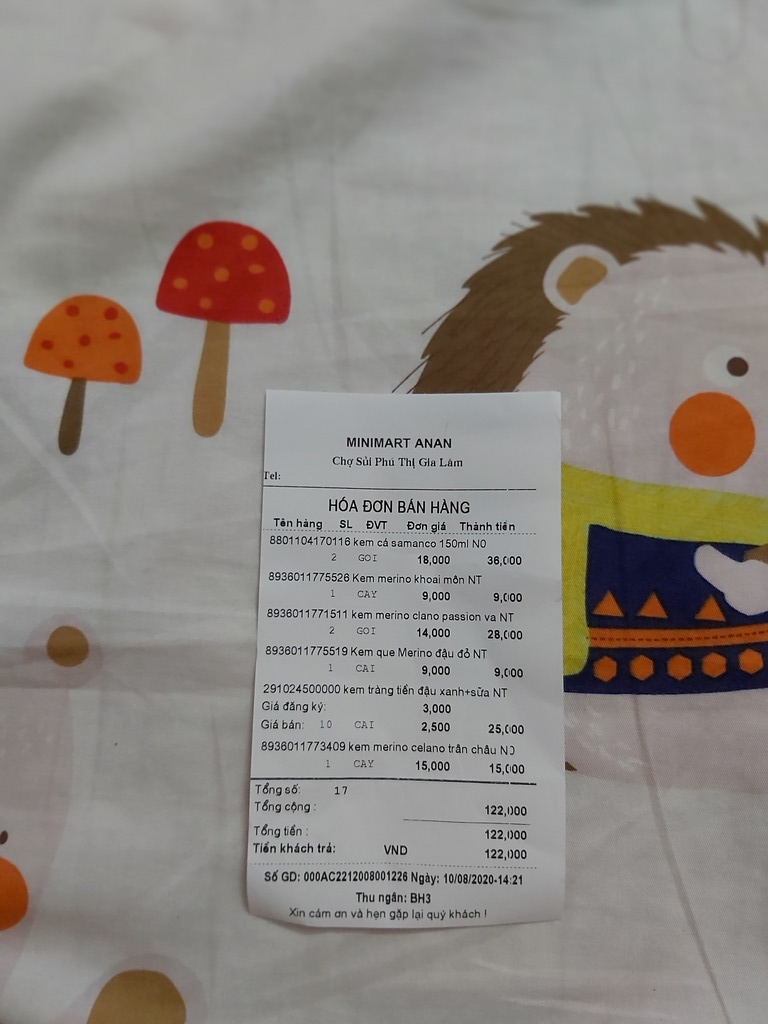 MINIMART ANAN
Chợ Sủi Phú Thị Gia Lâm
Tel:
HÓA ĐƠN BÁN HÀNG
Tên hàng SL ĐVT Đơn giá Thành tiền
8801104170116 kem cá samanco 150ml N0
2 GOI 18,000 36,000
8936011775526 Kem merino khoai môn NT
1 CAY 9,000 9,000
8936011771511 kem merino clano passion va NT
2 GOI 14,000 28,000
8936011775519 Kem que Merino đậu đỏ NT
1 CAI 9,000 9,000
291024500000 kem tràng tiền đậu xanh+sữa NT
Giá đăng ký: 3,000
Giá bán: 10 CAI 2,500 25,000
8936011773409 kem merino celano trân châu NO
1 CAY 15,000 15,000
Tổng số: 17
Tổng cộng : 122,000
Tổng tiền : 122,000
Tiền khách trả: VND 122,000
Số GD: 000AC2212008001226 Ngày: 10/08/2020-14:21
Thu ngân: BH3
Xin cám ơn và hẹn gặp lại quý khách !